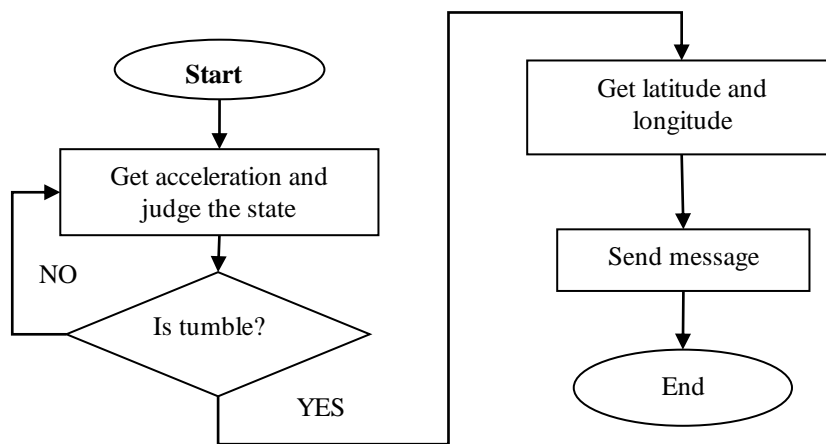 Start
Get acceleration and
judge the state
NO
Is tumble?
YES
Get latitude and
longitude
Send message
End